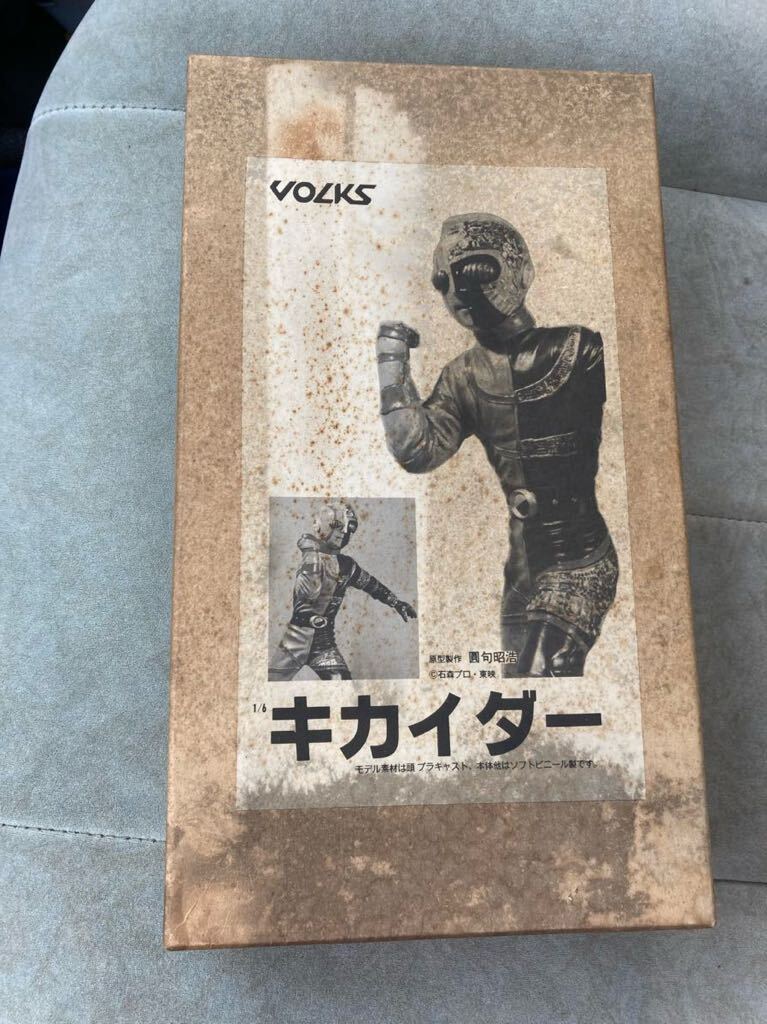 VOLKS
原型製作 圓句昭浩
©石森プロ・東映
1/6 キカイダー
モデル素材は頭 プラキャスト、本体他はソフトビニール製です。